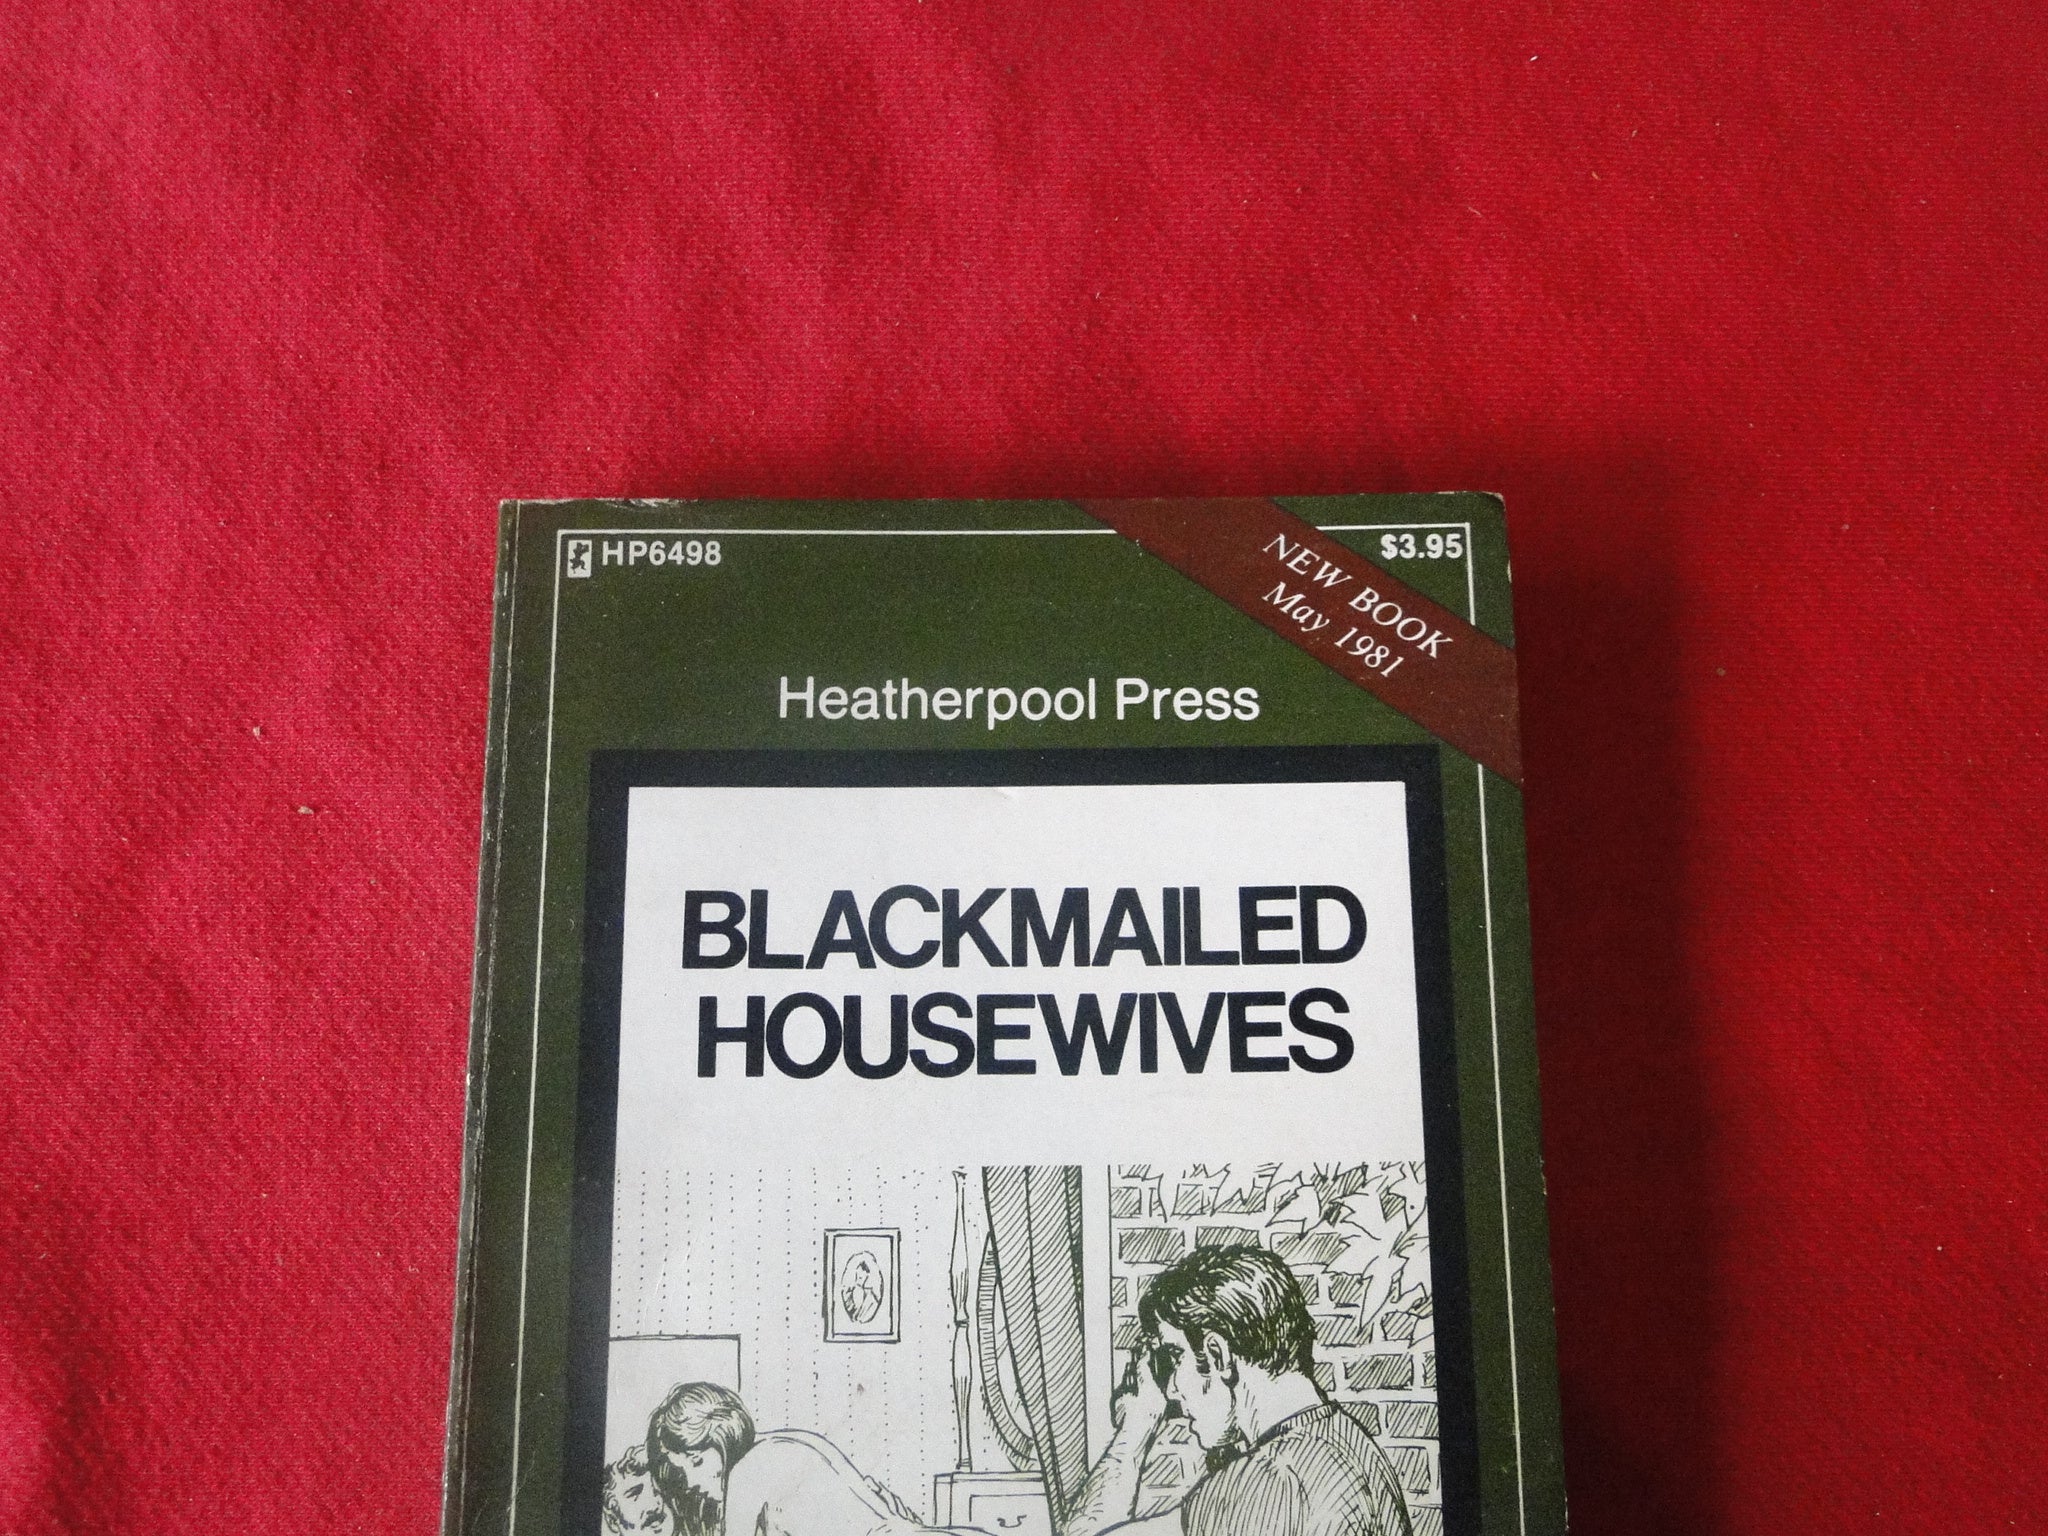 HP6498
$3.95
NEW BOOK
May 1981
Heatherpool Press
BLACKMAILED
HOUSEWIVES